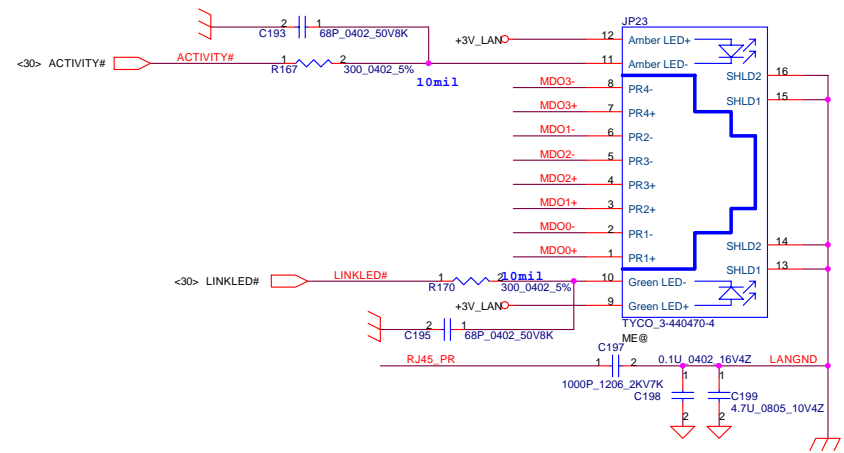 JP23
2 1
C193 68P_0402_50V8K
+3V_LAN 12 Amber LED+
<30> ACTIVITY# ACTIVITY# 1 2 11 Amber LED-
R167 300_0402_5%
10mil
SHLD2 16
MDO3- 8 PR4-
SHLD1 15
MDO3+ 7 PR4+
MDO1- 6 PR2-
MDO2- 5 PR3-
MDO2+ 4 PR3+
MDO1+ 3 PR2+
MDO0- 2 PR1-
SHLD2 14
MDO0+ 1 PR1+
SHLD1 13
<30> LINKLED# LINKLED# 1 2 10mil 10 Green LED-
R170 300_0402_5%
+3V_LAN 9 Green LED+
2 1
C195 68P_0402_50V8K
TYCO_3-440470-4
ME@
C197
RJ45_PR 1 2 0.1U_0402_16V4Z LANGND
1000P_1206_2KV7K
1 1
C198 C199
4.7U_0805_10V4Z
2 2